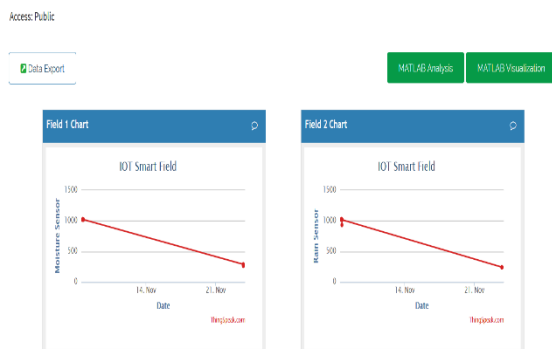 Access: Public
Data Export
MATLAB Analysis
MATLAB Visualization
Field 1 Chart
IOT Smart Field
Moisture Sensor
1500
1000
500
0
14. Nov
21. Nov
Date
ThingSpeak.com
Field 2 Chart
IOT Smart Field
Rain Sensor
1500
1000
500
0
14. Nov
21. Nov
Date
ThingSpeak.com